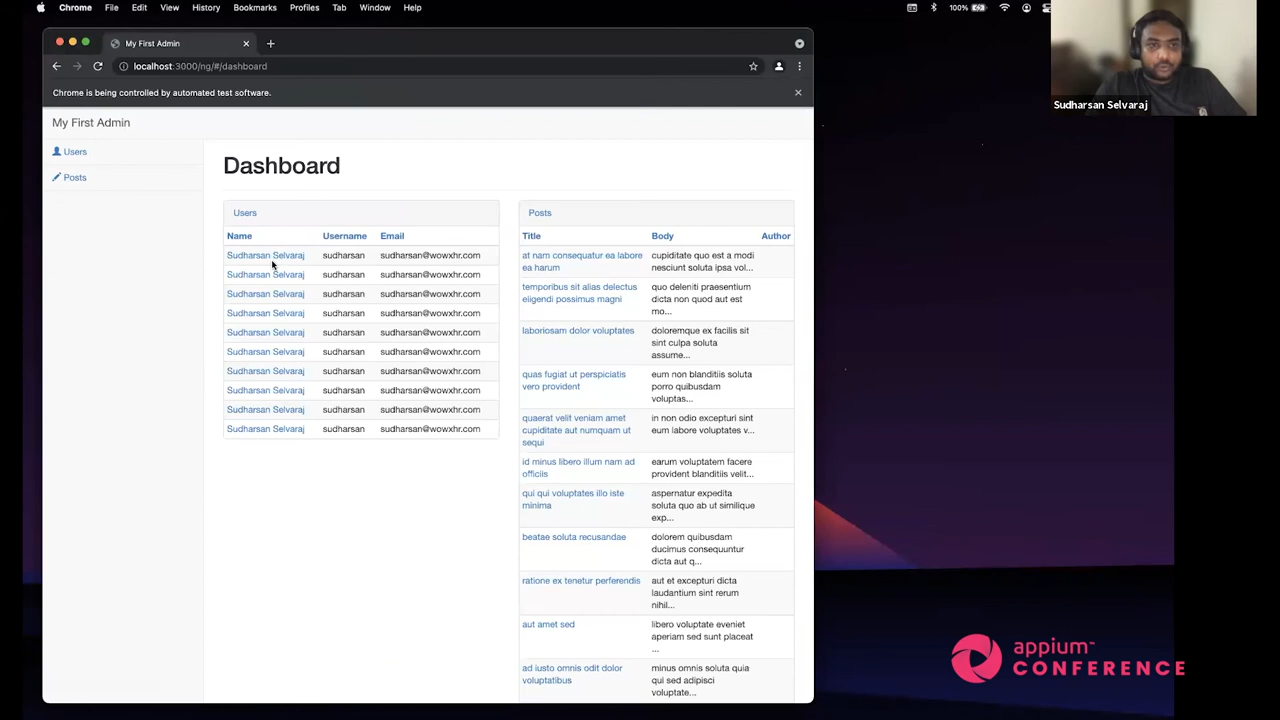 Chrome File Edit View History Bookmarks Profiles Tab Window Help
100%
My First Admin
localhost:3000/ng/#/dashboard
Chrome is being controlled by automated test software.
Sudharsan Selvaraj
My First Admin
Users
Posts
Dashboard
Users
Name Username Email
Sudharsan Selvaraj sudharsan sudharsan@wowxhr.com
Sudharsan Selvaraj sudharsan sudharsan@wowxhr.com
Sudharsan Selvaraj sudharsan sudharsan@wowxhr.com
Sudharsan Selvaraj sudharsan sudharsan@wowxhr.com
Sudharsan Selvaraj sudharsan sudharsan@wowxhr.com
Sudharsan Selvaraj sudharsan sudharsan@wowxhr.com
Sudharsan Selvaraj sudharsan sudharsan@wowxhr.com
Sudharsan Selvaraj sudharsan sudharsan@wowxhr.com
Sudharsan Selvaraj sudharsan sudharsan@wowxhr.com
Sudharsan Selvaraj sudharsan sudharsan@wowxhr.com
Posts
Title Body Author
at nam consequatur ea labore cupiditate quo est a modi
ea harum nesciunt soluta ipsa vol...
temporibus sit alias delectus quo deleniti praesentium
eligendi possimus magni dicta non quod aut est
mo...
laboriosam dolor voluptates doloremque ex facilis sit
sint culpa soluta
assume...
quas fugiat ut perspiciatis eum non blanditiis soluta
vero provident porro quibusdam
voluptas...
quaerat velit veniam amet in non odio excepturi sint
cupiditate aut numquam ut eum labore voluptates v...
sequi
id minus libero illum nam ad earum voluptatem facere
officiis provident blanditiis velit...
qui qui voluptates illo iste aspernatur expedita
minima soluta quo ab ut similique
exp...
beatae soluta recusandae dolorem quibusdam
ducimus consequuntur
dicta aut q...
ratione ex tenetur perferendis aut et excepturi dicta
laudantium sint rerum
nihil...
aut amet sed libero voluptate eveniet
aperiam sed sunt placeat
...
ad iusto omnis odit dolor minus omnis soluta quia
voluptatibus qui sed adipisci
voluptate...
appium™
CONFERENCE